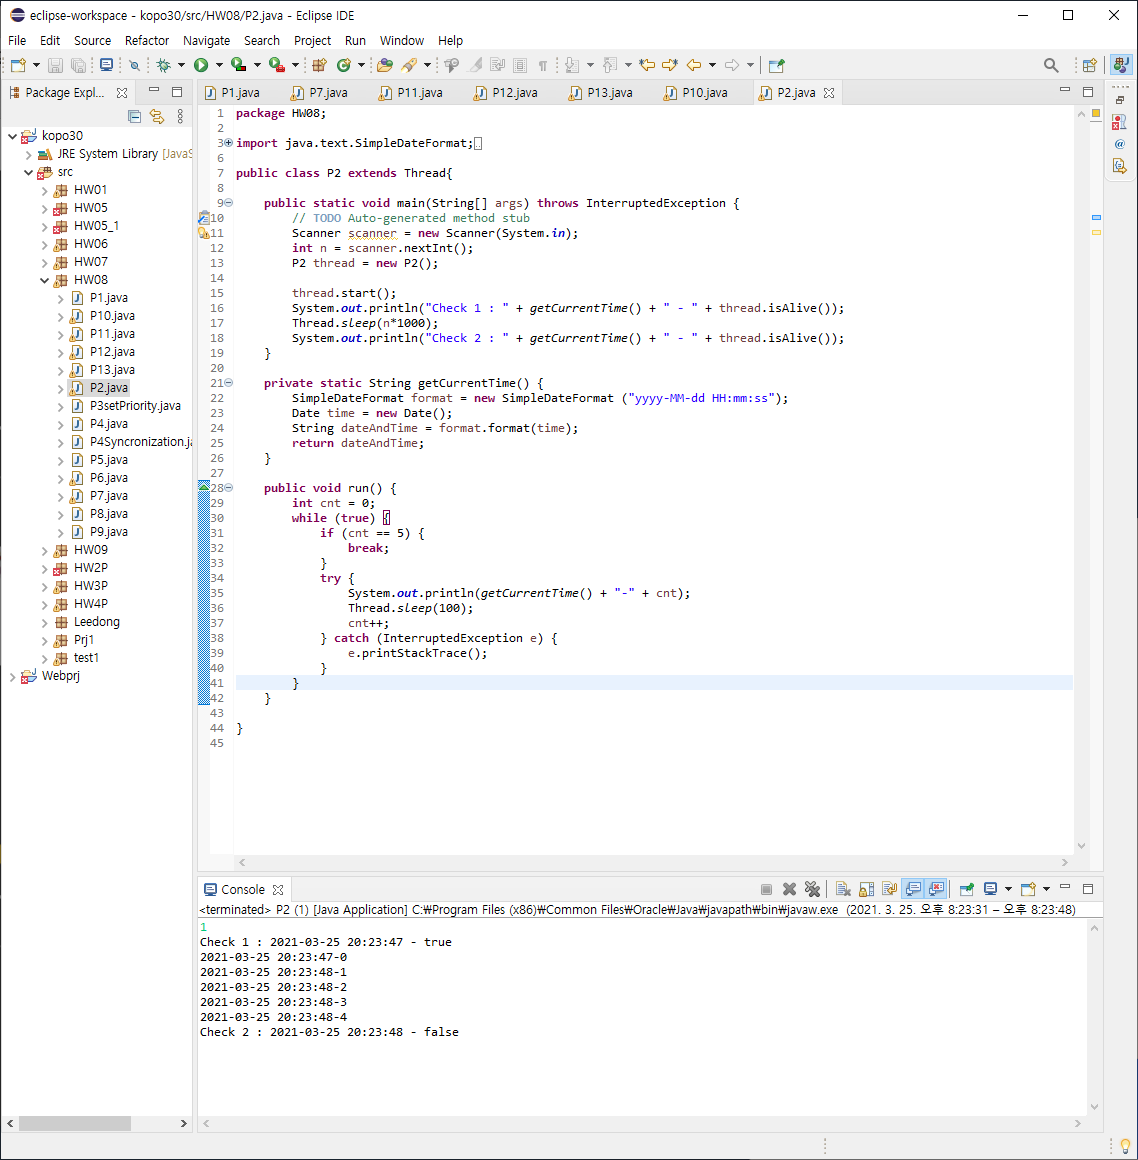 eclipse-workspace - kopo30/src/HW08/P2.java - Eclipse IDE
File Edit Source Refactor Navigate Search Project Run Window Help
Package Expl...
P1.java P7.java P11.java P12.java P13.java P10.java P2.java
kopo30
JRE System Library [JavaS
src
HW01
HW05
HW05_1
HW06
HW07
HW08
P1.java
P10.java
P11.java
P12.java
P13.java
P2.java
P3setPriority.java
P4.java
P4Syncronization.ja
P5.java
P6.java
P7.java
P8.java
P9.java
HW09
HW2P
HW3P
HW4P
Leedong
Prj1
test1
Webprj
1 package HW08;
2
3 import java.text.SimpleDateFormat;
6
7 public class P2 extends Thread{
8
9 public static void main(String[] args) throws InterruptedException {
10 // TODO Auto-generated method stub
11 Scanner scanner = new Scanner(System.in);
12 int n = scanner.nextInt();
13 P2 thread = new P2();
14
15 thread.start();
16 System.out.println("Check 1 : " + getCurrentTime() + " - " + thread.isAlive());
17 Thread.sleep(n*1000);
18 System.out.println("Check 2 : " + getCurrentTime() + " - " + thread.isAlive());
19 }
20
21 private static String getCurrentTime() {
22 SimpleDateFormat format = new SimpleDateFormat ("yyyy-MM-dd HH:mm:ss");
23 Date time = new Date();
24 String dateAndTime = format.format(time);
25 return dateAndTime;
26 }
27
28 public void run() {
29 int cnt = 0;
30 while (true) {
31 if (cnt == 5) {
32 break;
33 }
34 try {
35 System.out.println(getCurrentTime() + "-" + cnt);
36 Thread.sleep(100);
37 cnt++;
38 } catch (InterruptedException e) {
39 e.printStackTrace();
40 }
41 }
42 }
43
44 }
45
Console
<terminated> P2 (1) [Java Application] C:₩Program Files (x86)₩Common Files₩Oracle₩Java₩javapath₩bin₩javaw.exe (2021. 3. 25. 오후 8:23:31 – 오후 8:23:48)
1
Check 1 : 2021-03-25 20:23:47 - true
2021-03-25 20:23:47-0
2021-03-25 20:23:48-1
2021-03-25 20:23:48-2
2021-03-25 20:23:48-3
2021-03-25 20:23:48-4
Check 2 : 2021-03-25 20:23:48 - false